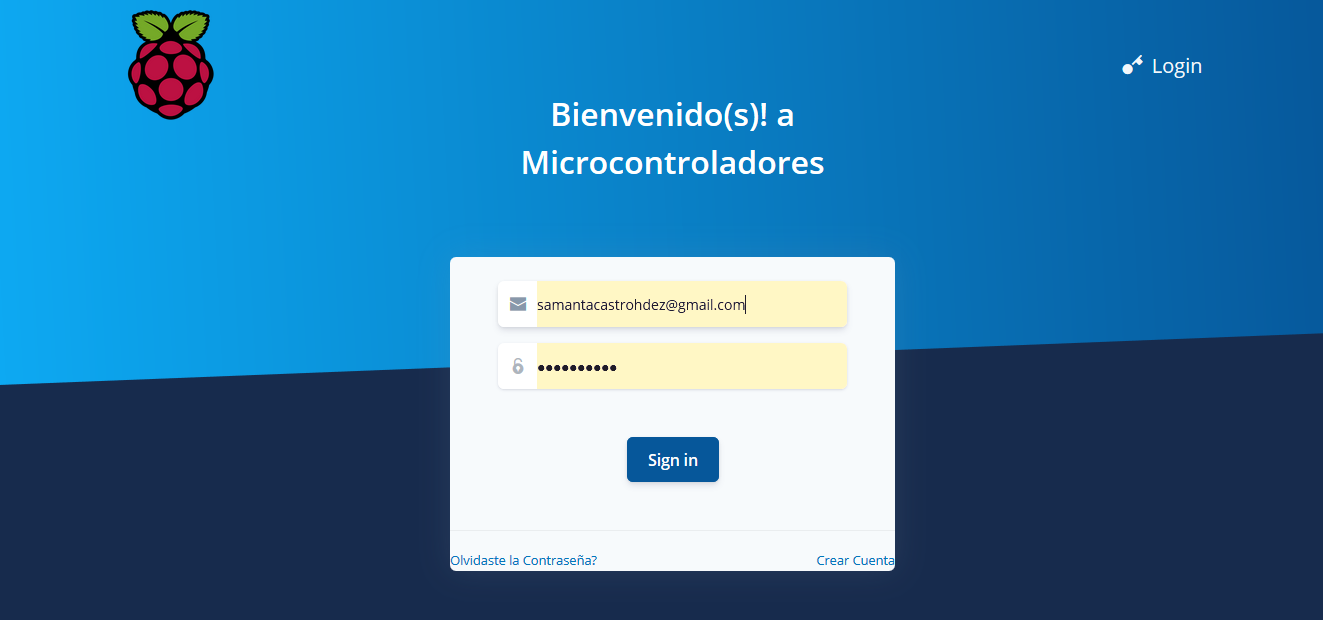 Login
Bienvenido(s)! a
Microcontroladores
samantacastrohdez@gmail.com
••••••••••
Sign in
Olvidaste la Contraseña?
Crear Cuenta